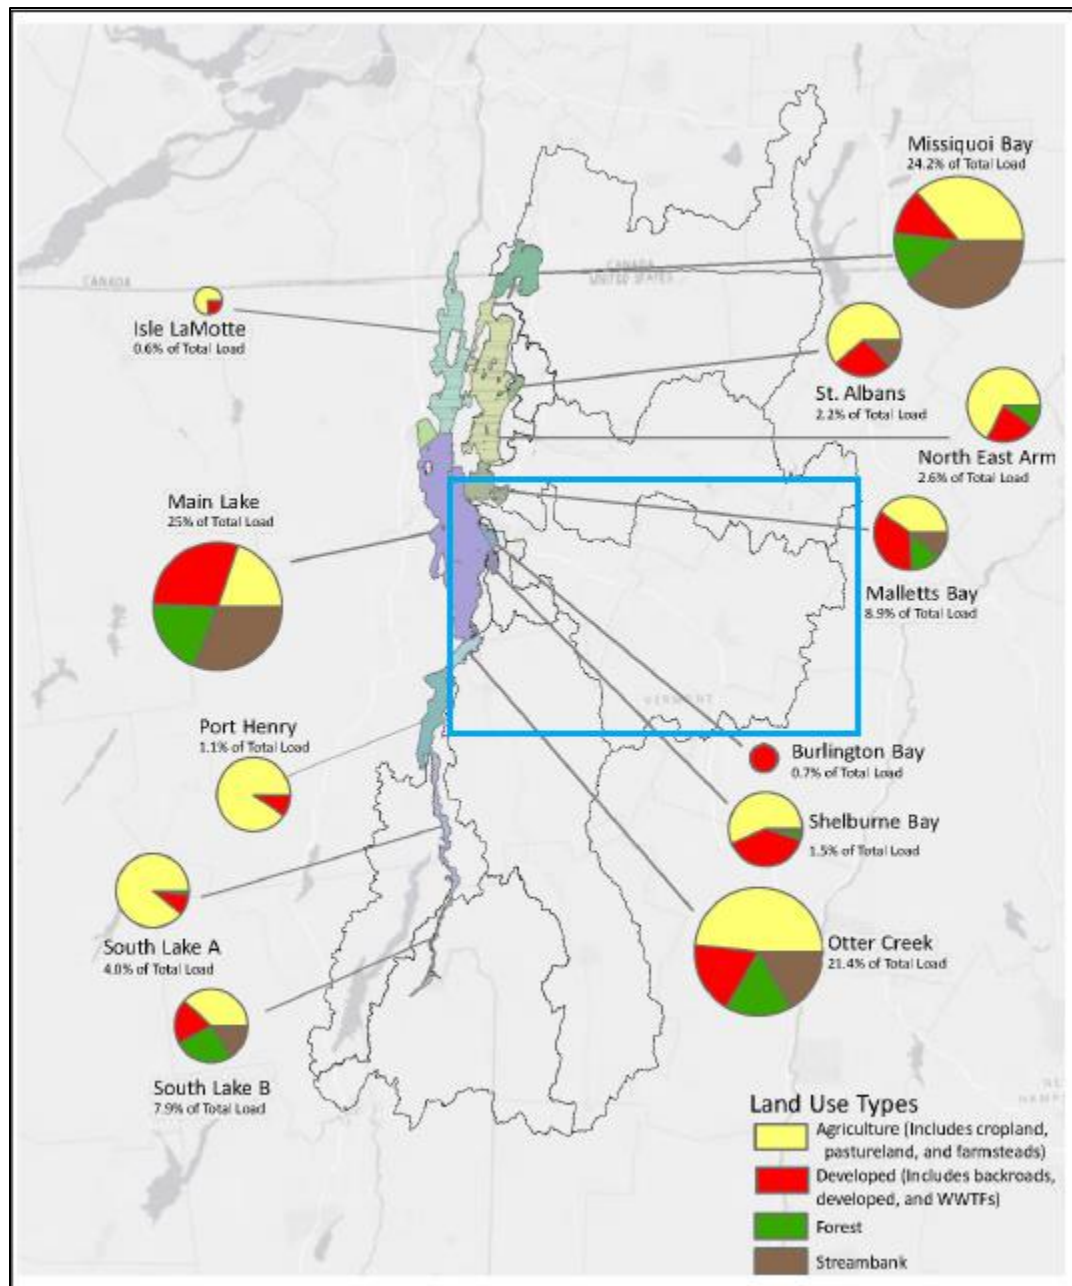 Missiquoi Bay
24.2% of Total Load
CANADA
CANADA
UNITED STATES
Isle LaMotte
0.6% of Total Load
St. Albans
2.2% of Total Load
North East Arm
2.6% of Total Load
Main Lake
25% of Total Load
Malletts Bay
8.9% of Total Load
VERMONT
Port Henry
1.1% of Total Load
Burlington Bay
0.7% of Total Load
Shelburne Bay
1.5% of Total Load
South Lake A
4.0% of Total Load
Otter Creek
21.4% of Total Load
South Lake B
7.9% of Total Load
Land Use Types
Agriculture (Includes cropland,
pastureland, and farmsteads)
Developed (Includes backroads,
developed, and WWTFs)
Forest
Streambank